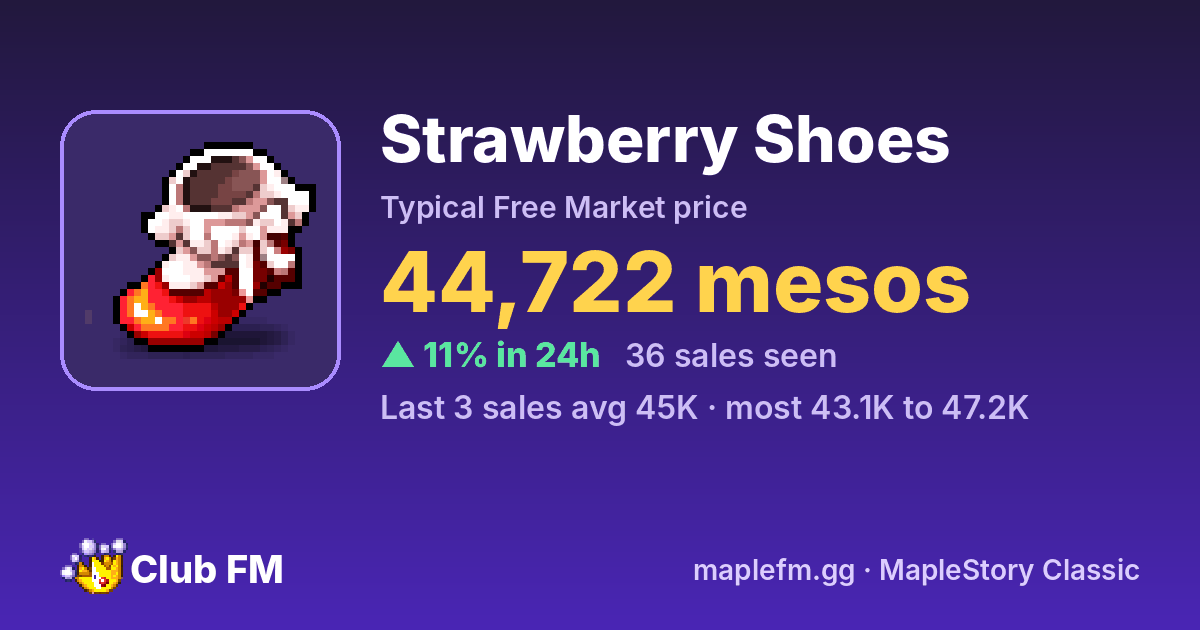 Strawberry Shoes
Typical Free Market price
44,722 mesos
▲ 11% in 24h 36 sales seen
Last 3 sales avg 45K · most 43.1K to 47.2K
Club FM
maplefm.gg · MapleStory Classic